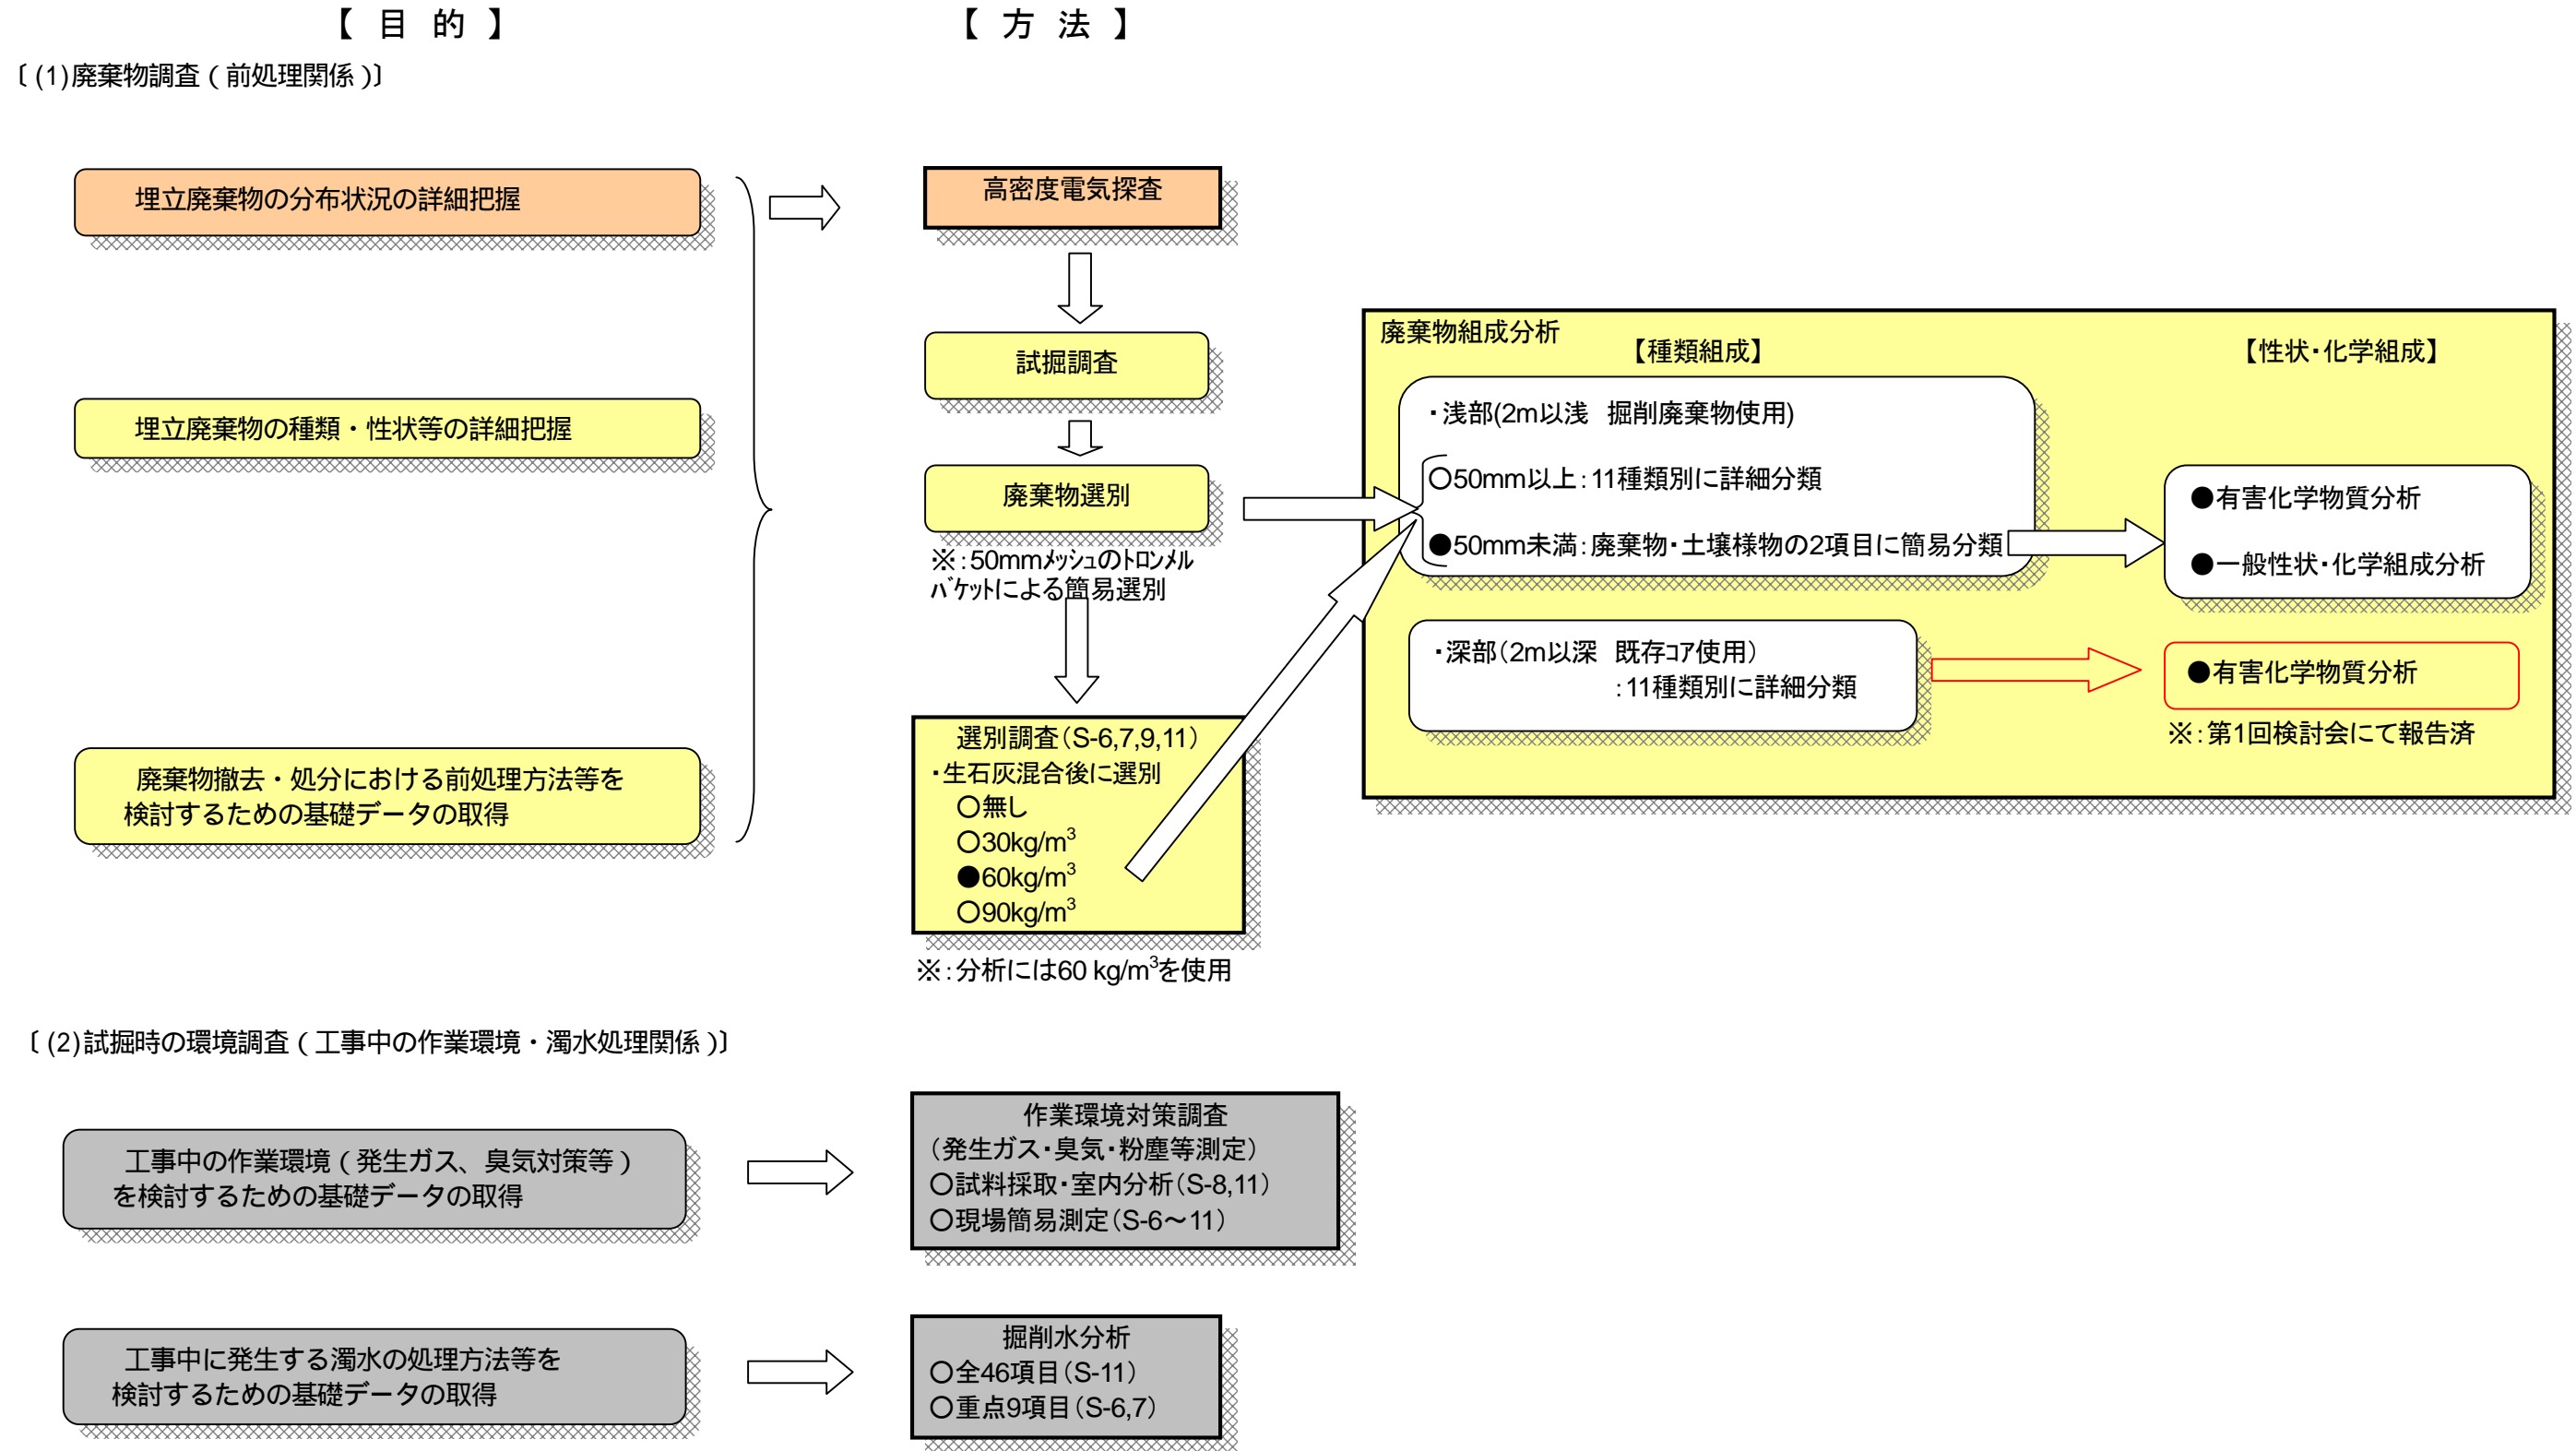 【 目 的 】
【 方 法 】
〔(1)廃棄物調査(前処理関係)〕
埋立廃棄物の分布状況の詳細把握
埋立廃棄物の種類・性状等の詳細把握
廃棄物撤去・処分における前処理方法等を
検討するための基礎データの取得
高密度電気探査
試掘調査
廃棄物選別
※:50mmメッシュのトロンメル
バケットによる簡易選別
選別調査(S-6,7,9,11)
・生石灰混合後に選別
○無し
○30kg/m³
●60kg/m³
○90kg/m³
※:分析には60 kg/m³を使用
廃棄物組成分析
【種類組成】
【性状・化学組成】
・浅部(2m以浅 掘削廃棄物使用)
○50mm以上:11種類別に詳細分類
●50mm未満:廃棄物・土壌様物の2項目に簡易分類
●有害化学物質分析
●一般性状・化学組成分析
・深部(2m以深 既存コア使用)
:11種類別に詳細分類
●有害化学物質分析
※:第1回検討会にて報告済
〔(2)試掘時の環境調査(工事中の作業環境・濁水処理関係)〕
工事中の作業環境(発生ガス、臭気対策等)
を検討するための基礎データの取得
作業環境対策調査
(発生ガス・臭気・粉塵等測定)
○試料採取・室内分析(S-8,11)
○現場簡易測定(S-6~11)
工事中に発生する濁水の処理方法等を
検討するための基礎データの取得
掘削水分析
○全46項目(S-11)
○重点9項目(S-6,7)